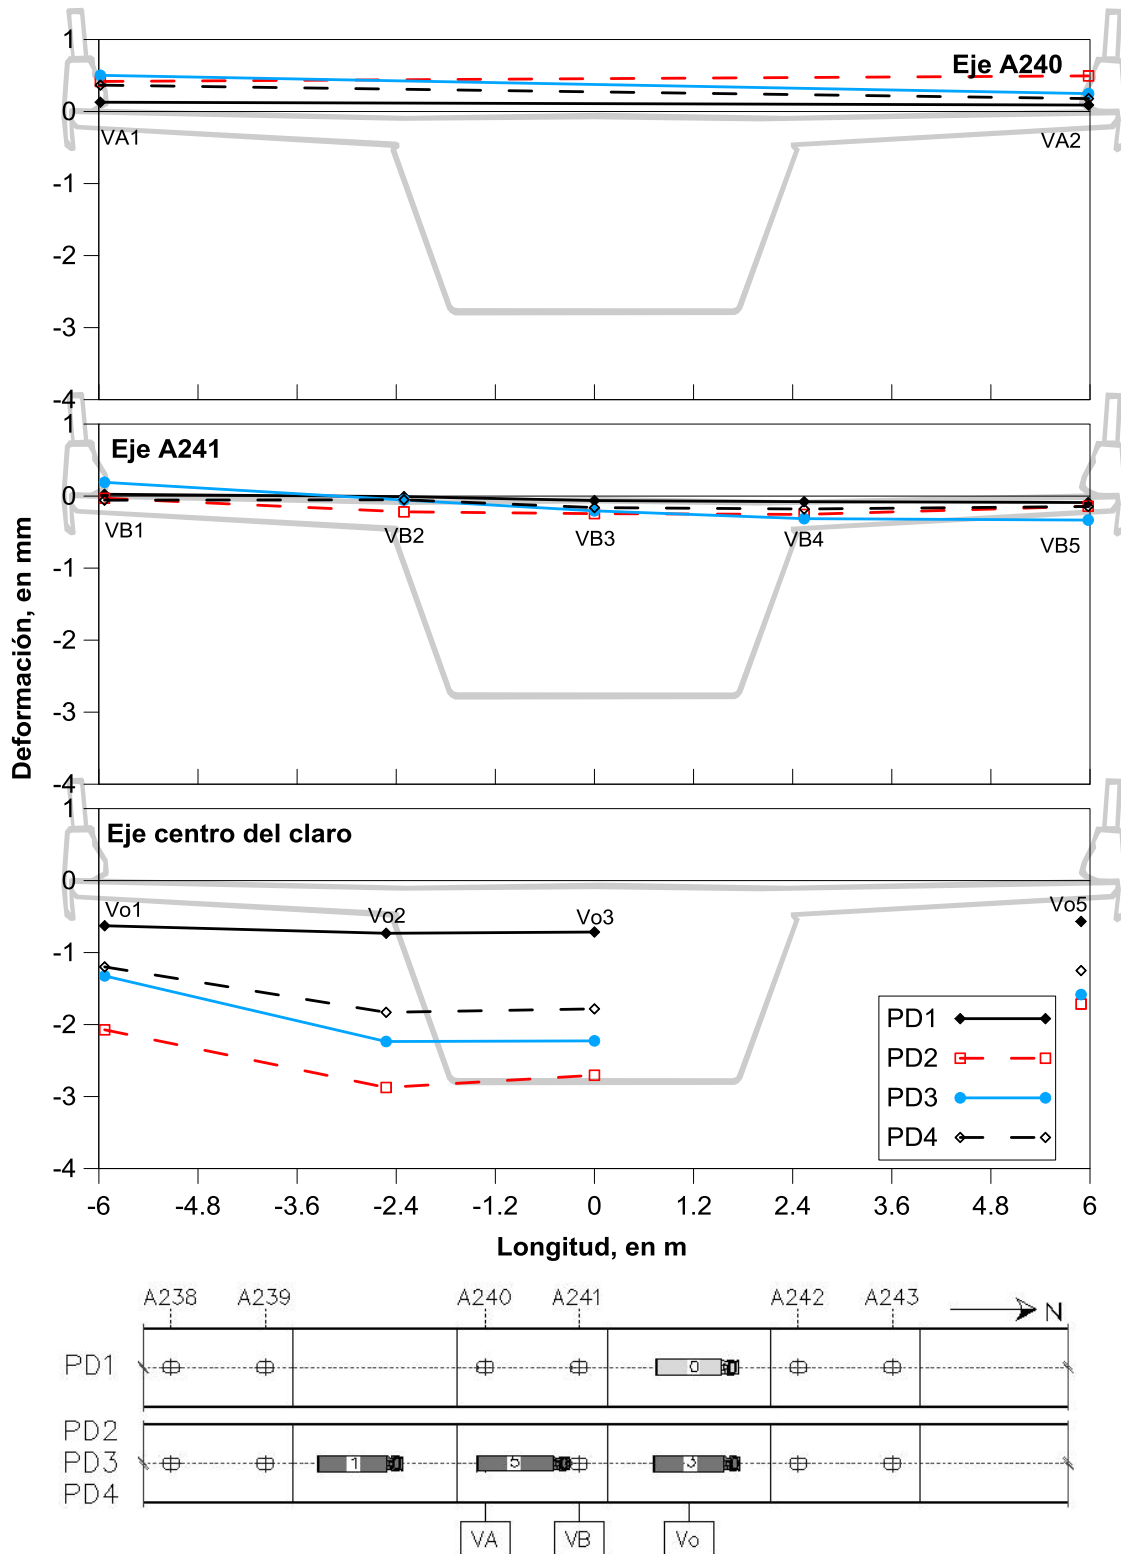 1
Eje A240
0
VA1
VA2
-1
-2
-3
-4
1
Eje A241
0
VB1
VB2
VB3
VB4
VB5
-1
-2
-3
-4
Deformación, en mm
1
Eje centro del claro
0
Vo1
Vo2
Vo3
Vo5
-1
-2
-3
-4
PD1
PD2
PD3
PD4
-6 -4.8 -3.6 -2.4 -1.2 0 1.2 2.4 3.6 4.8 6
Longitud, en m
A238 A239 A240 A241 A242 A243
N
PD1
0
PD2
PD3 1 5 3
PD4
VA VB Vo